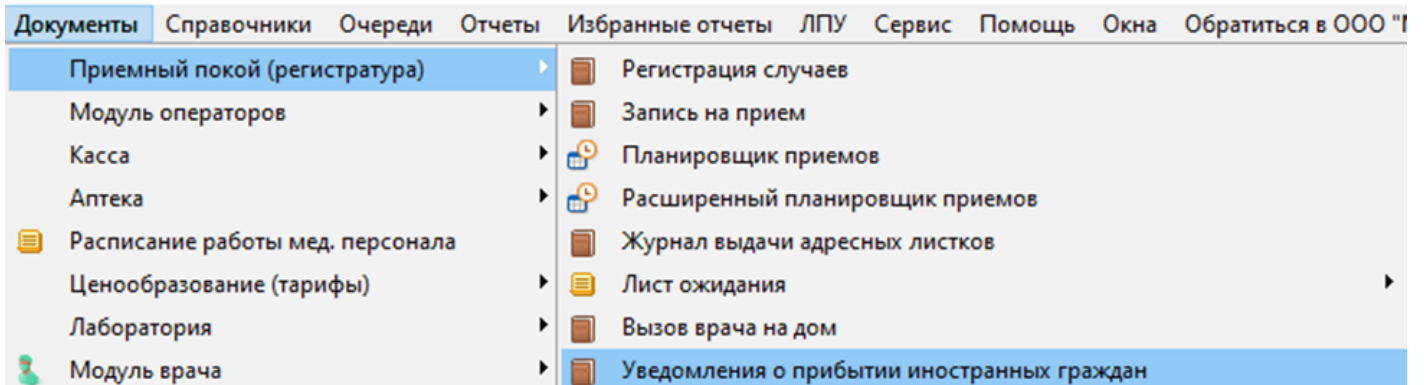 Документы Справочники Очереди Отчеты Избранные отчеты ЛПУ Сервис Помощь Окна Обратиться в ООО "
Приемный покой (регистратура) Регистрация случаев
Модуль операторов Запись на прием
Касса Планировщик приемов
Аптека Расширенный планировщик приемов
Расписание работы мед. персонала Журнал выдачи адресных листков
Ценообразование (тарифы) Лист ожидания
Лаборатория Вызов врача на дом
Модуль врача Уведомления о прибытии иностранных граждан